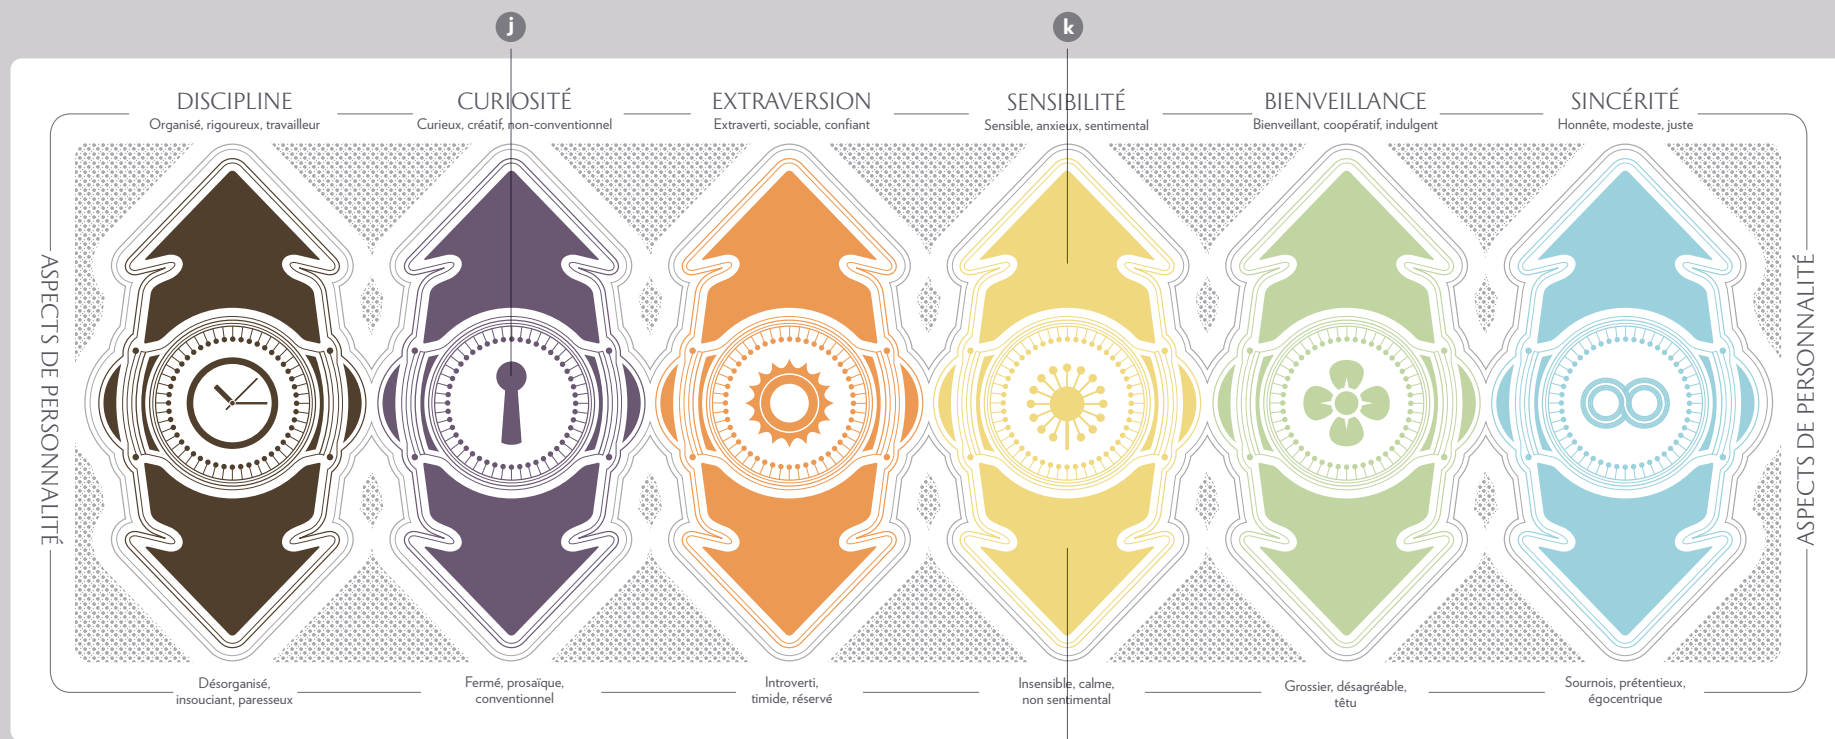 j
k
DISCIPLINE
Organisé, rigoureux, travailleur
CURIOSITÉ
Curieux, créatif, non-conventionnel
EXTRAVERSION
Extraverti, sociable, confiant
SENSIBILITÉ
Sensible, anxieux, sentimental
BIENVEILLANCE
Bienveillant, coopératif, indulgent
SINCÉRITÉ
Honnête, modeste, juste
ASPECTS DE PERSONNALITÉ
ASPECTS DE PERSONNALITÉ
Désorganisé,
insouciant, paresseux
Fermé, prosaïque,
conventionnel
Introverti,
timide, réservé
Insensible, calme,
non sentimental
Grossier, désagréable,
têtu
Sournois, prétentieux,
égocentrique